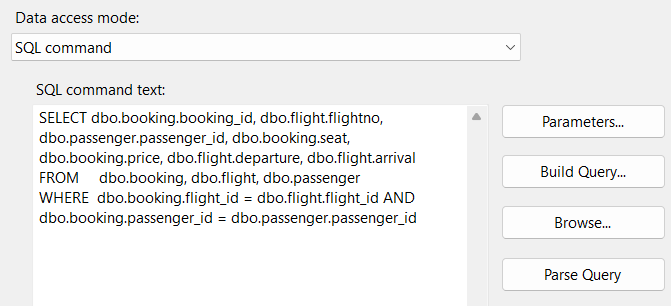 Data access mode:
SQL command
SQL command text:
SELECT dbo.booking.booking_id, dbo.flight.flightno,
dbo.passenger.passenger_id, dbo.booking.seat,
dbo.booking.price, dbo.flight.departure, dbo.flight.arrival
FROM     dbo.booking, dbo.flight, dbo.passenger
WHERE  dbo.booking.flight_id = dbo.flight.flight_id AND
dbo.booking.passenger_id = dbo.passenger.passenger_id
Parameters...
Build Query...
Browse...
Parse Query